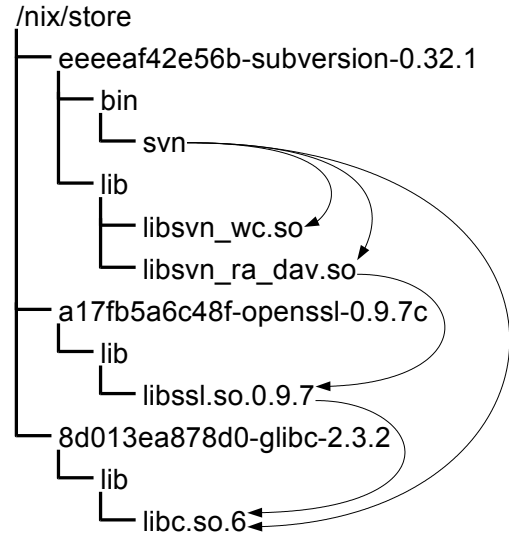 /nix/store
eeeeaf42e56b-subversion-0.32.1
bin
svn
lib
libsvn_wc.so
libsvn_ra_dav.so
a17fb5a6c48f-openssl-0.9.7c
lib
libssl.so.0.9.7
8d013ea878d0-glibc-2.3.2
lib
libc.so.6